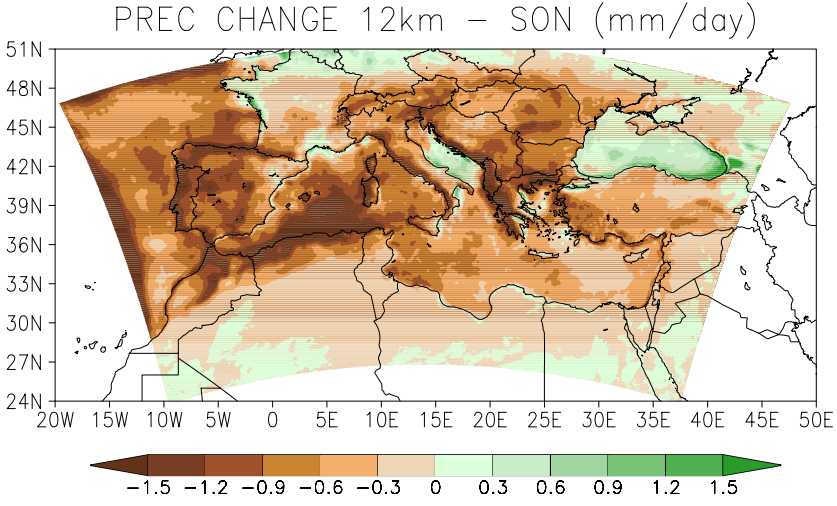 PREC CHANGE 12km – SON (mm/day)
51N
48N
45N
42N
39N
36N
33N
30N
27N
24N
20W 15W 10W 5W 0 5E 10E 15E 20E 25E 30E 35E 40E 45E 50E
−1.5 −1.2 −0.9 −0.6 −0.3 0 0.3 0.6 0.9 1.2 1.5